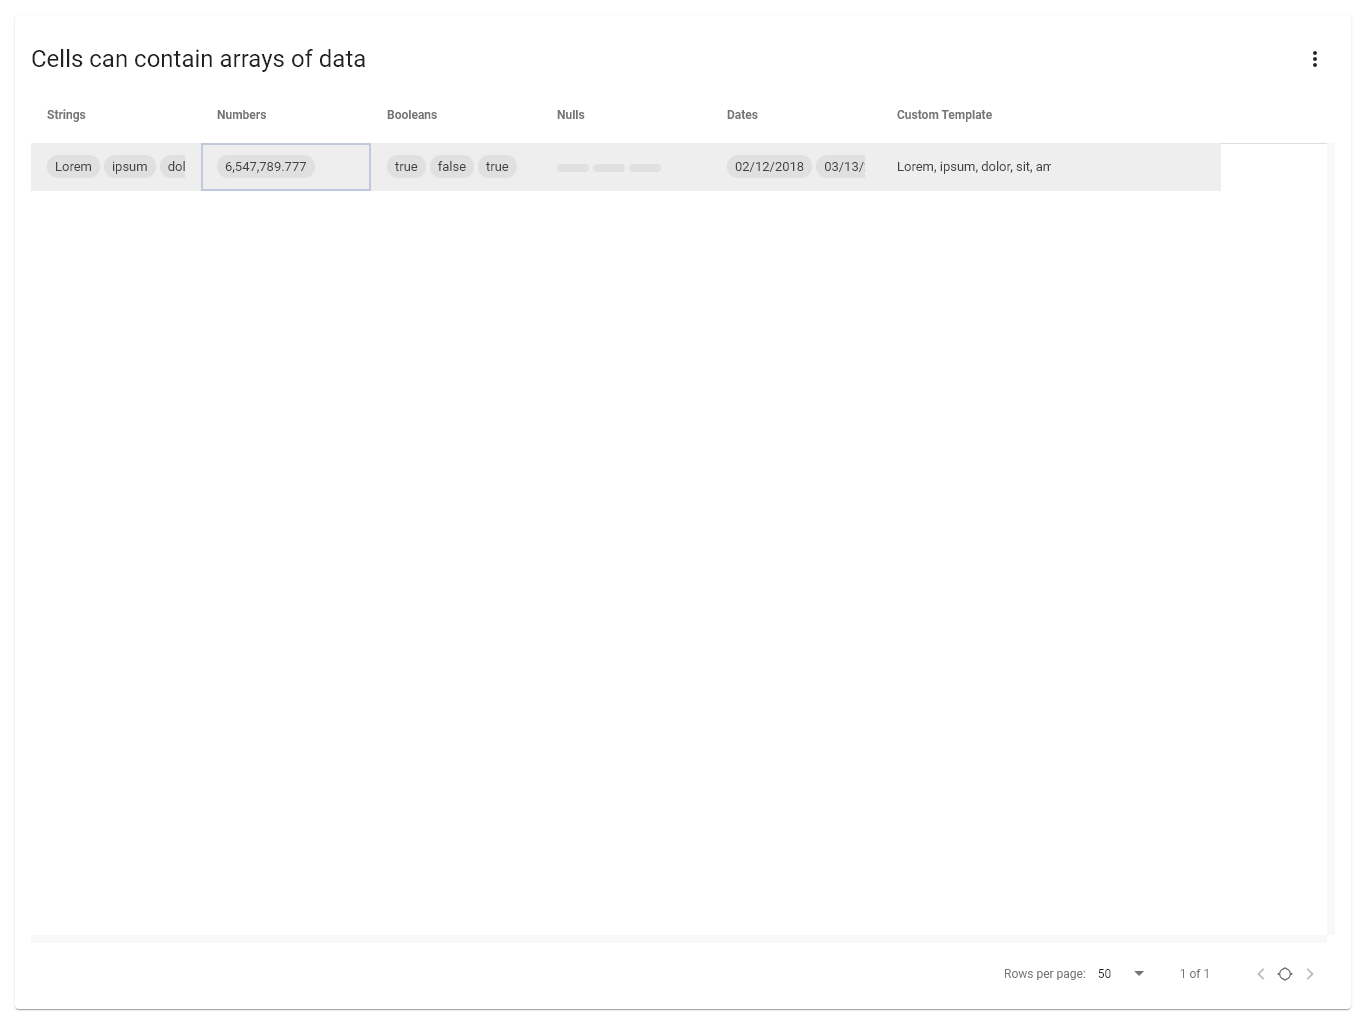 Cells can contain arrays of data
Strings Numbers Booleans Nulls Dates Custom Template
Lorem ipsum dol 6,547,789.777 true false true 02/12/2018 03/13/ Lorem, ipsum, dolor, sit, am
Rows per page: 50 1 of 1